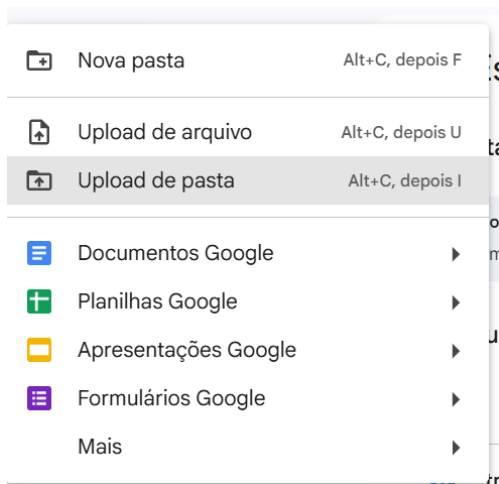 Nova pasta Alt+C, depois F
Upload de arquivo Alt+C, depois U
Upload de pasta Alt+C, depois I
Documentos Google
Planilhas Google
Apresentações Google
Formulários Google
Mais